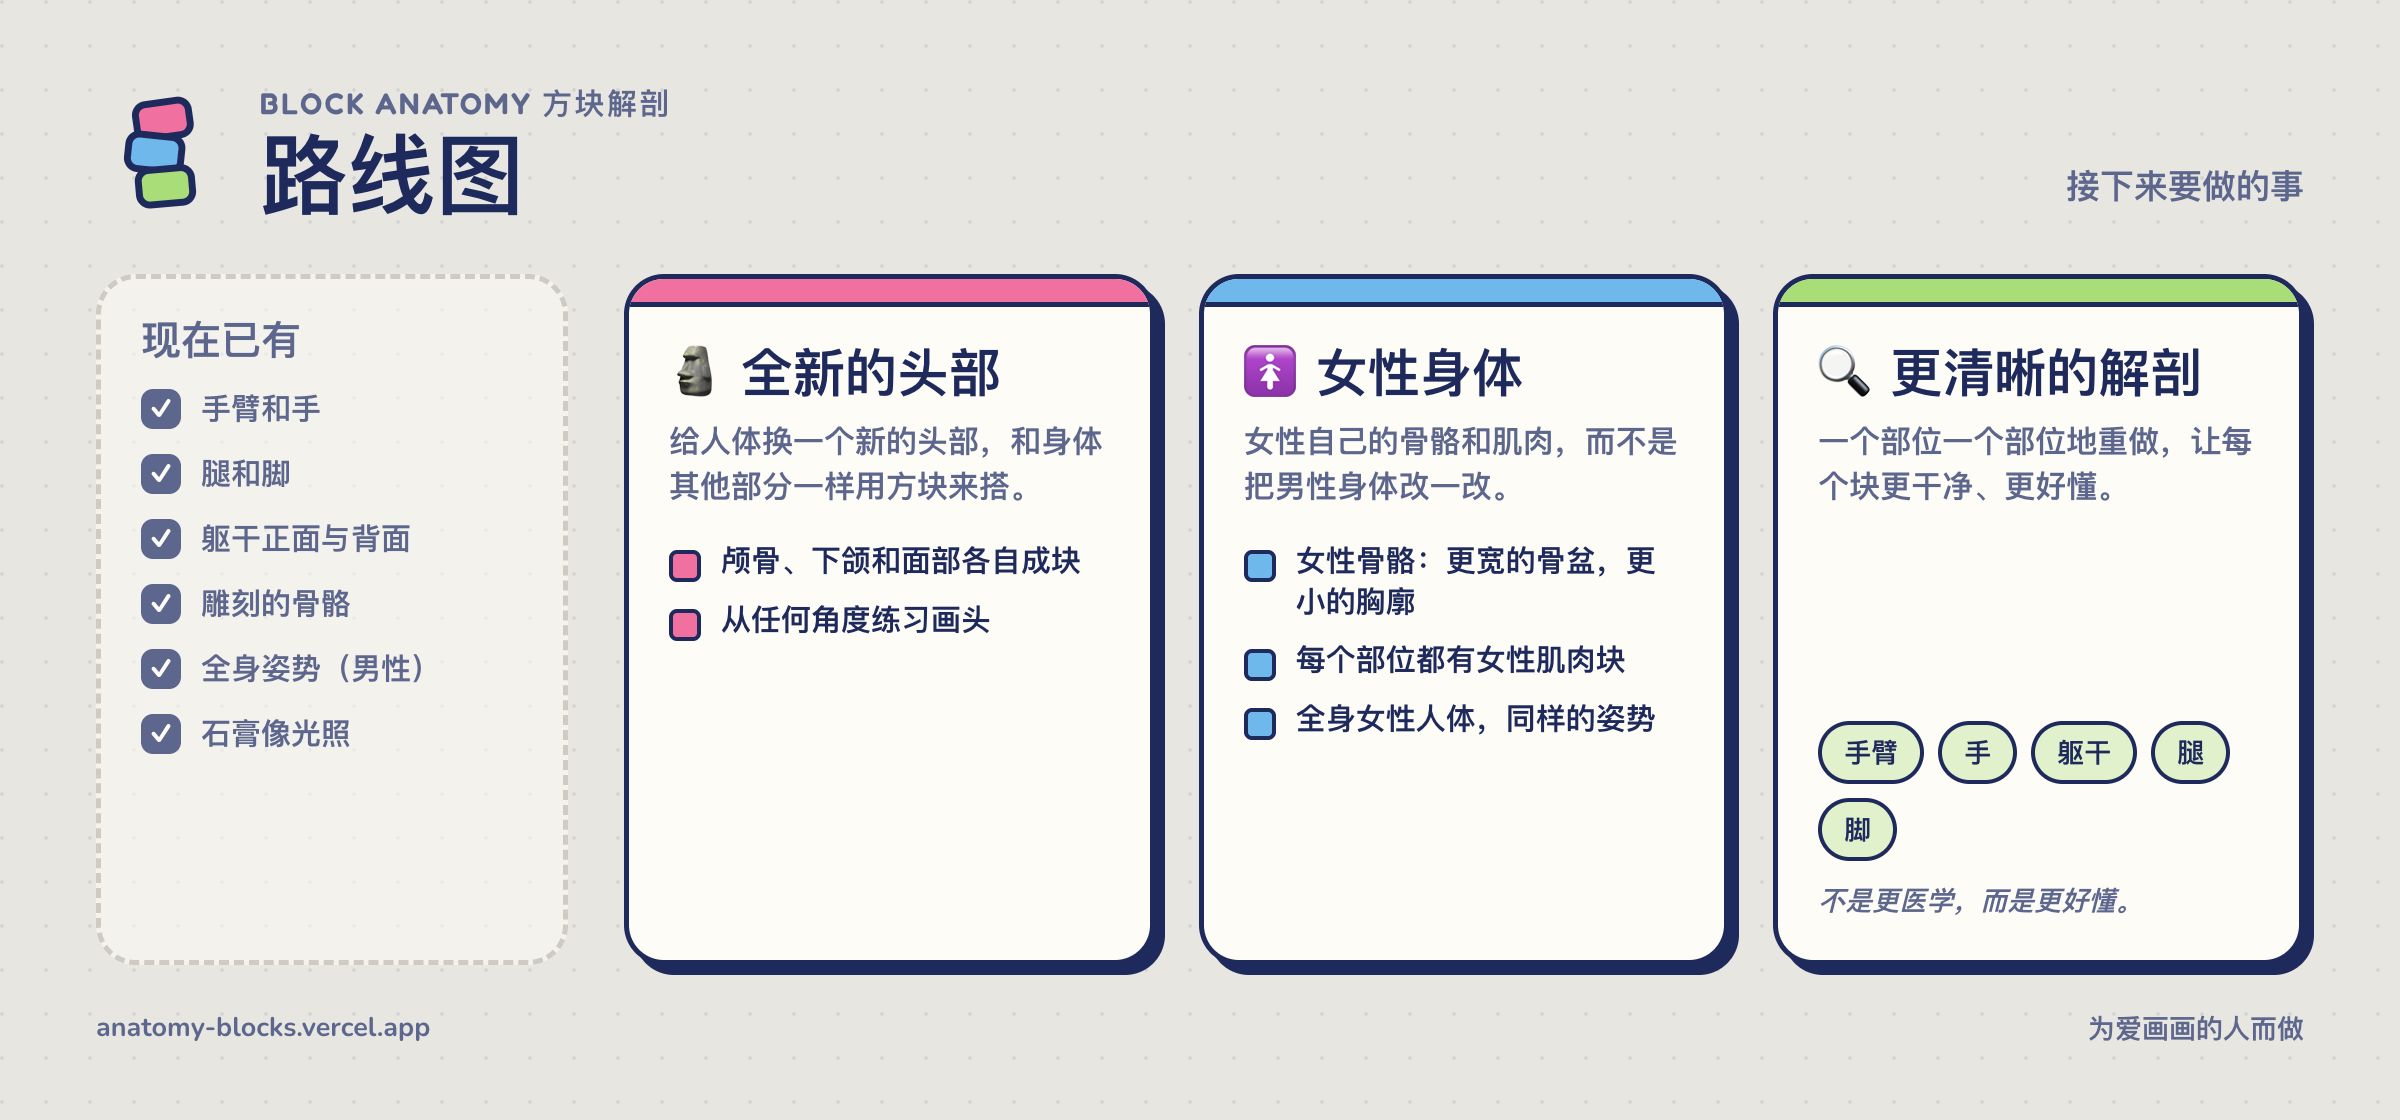 BLOCK ANATOMY 方块解剖
路线图
接下来要做的事
现在已有
手臂和手
腿和脚
躯干正面与背面
雕刻的骨骼
全身姿势（男性）
石膏像光照
全新的头部
给人体换一个新的头部，和身体
其他部分一样用方块来搭。
颅骨、下颌和面部各自成块
从任何角度练习画头
女性身体
女性自己的骨骼和肌肉，而不是
把男性身体改一改。
女性骨骼：更宽的骨盆，更
小的胸廓
每个部位都有女性肌肉块
全身女性人体，同样的姿势
更清晰的解剖
一个部位一个部位地重做，让每
个块更干净、更好懂。
手臂 手 躯干 腿
脚
不是更医学，而是更好懂。
anatomy-blocks.vercel.app
为爱画画的人而做